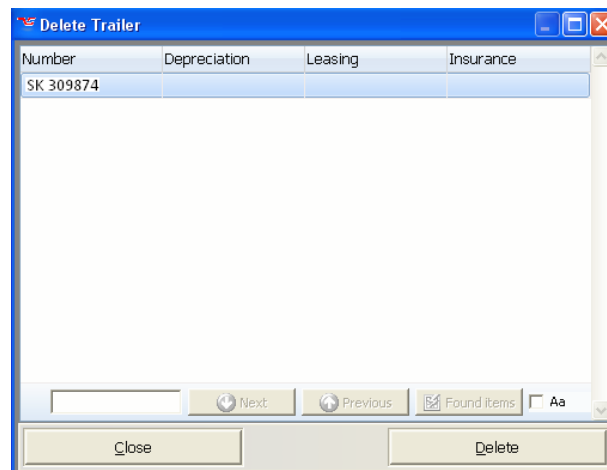 Delete Trailer
Number Depreciation Leasing Insurance
SK 309874
Next Previous Found items Aa
Close Delete